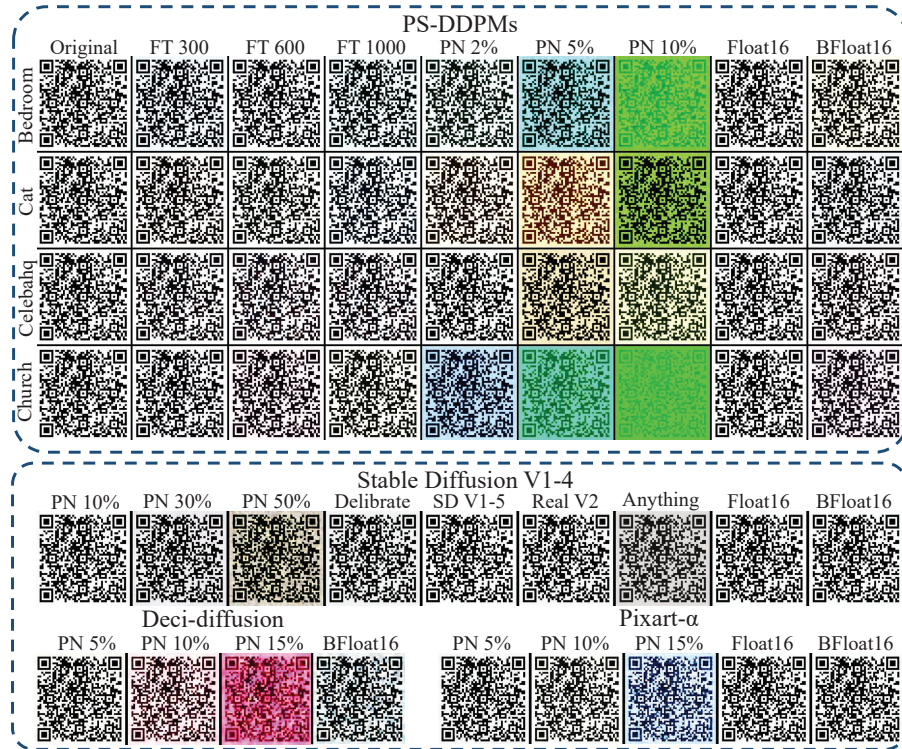 PS-DDPMs
Original FT 300 FT 600 FT 1000 PN 2% PN 5% PN 10% Float16 BFloat16
Bedroom
Cat
Celebahq
Church
Stable Diffusion V1-4
PN 10% PN 30% PN 50% Delibrate SD V1-5 Real V2 Anything Float16 BFloat16
Deci-diffusion Pixart-α
PN 5% PN 10% PN 15% BFloat16 PN 5% PN 10% PN 15% Float16 BFloat16